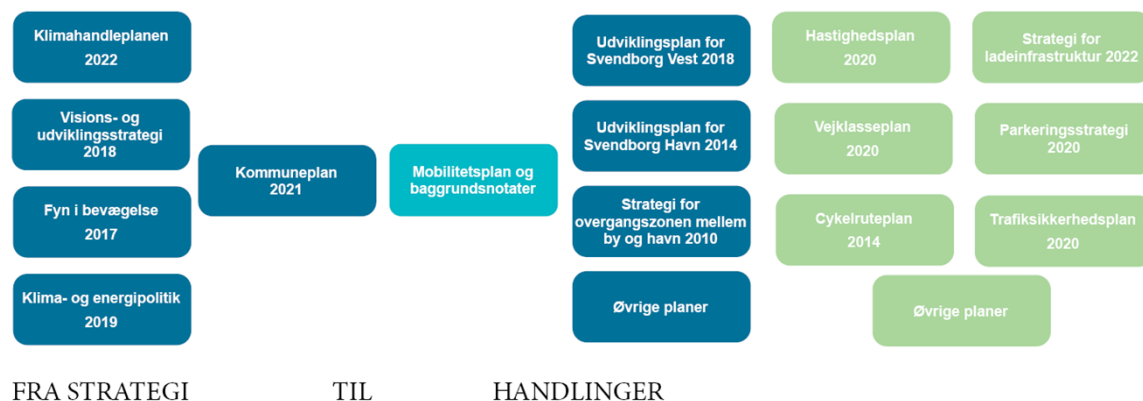 Klimahandleplanen
2022
Visions- og
udviklingsstrategi
2018
Fyn i bevægelse
2017
Klima- og energipolitik
2019
Kommuneplan
2021
Mobilitetsplan og
baggrundsnotater
Udviklingsplan for
Svendborg Vest 2018
Udviklingsplan for
Svendborg Havn 2014
Strategi for
overgangszonen mellem
by og havn 2010
Øvrige planer
Hastighedsplan
2020
Vejklasseplan
2020
Cykelruteplan
2014
Strategi for
ladeinfrastruktur 2022
Parkeringsstrategi
2020
Trafiksikkerhedsplan
2020
Øvrige planer
FRA STRATEGI TIL HANDLINGER